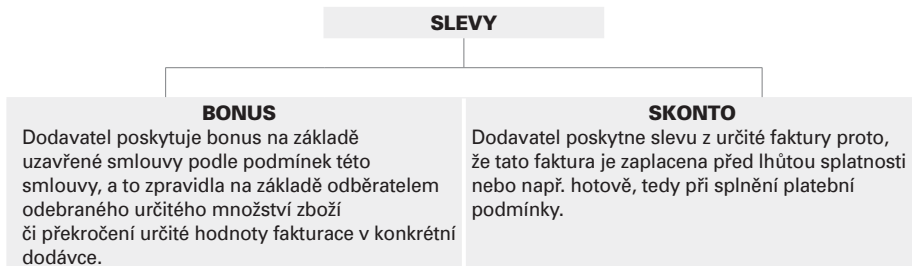 SLEVY
BONUS
Dodavatel poskytuje bonus na základě
uzavřené smlouvy podle podmínek této
smlouvy, a to zpravidla na základě odběratelem
odebraného určitého množství zboží
či překročení určité hodnoty fakturace v konkrétní
dodávce.
SKONTO
Dodavatel poskytne slevu z určité faktury proto,
že tato faktura je zaplacena před lhůtou splatnosti
nebo např. hotově, tedy při splnění platební
podmínky.